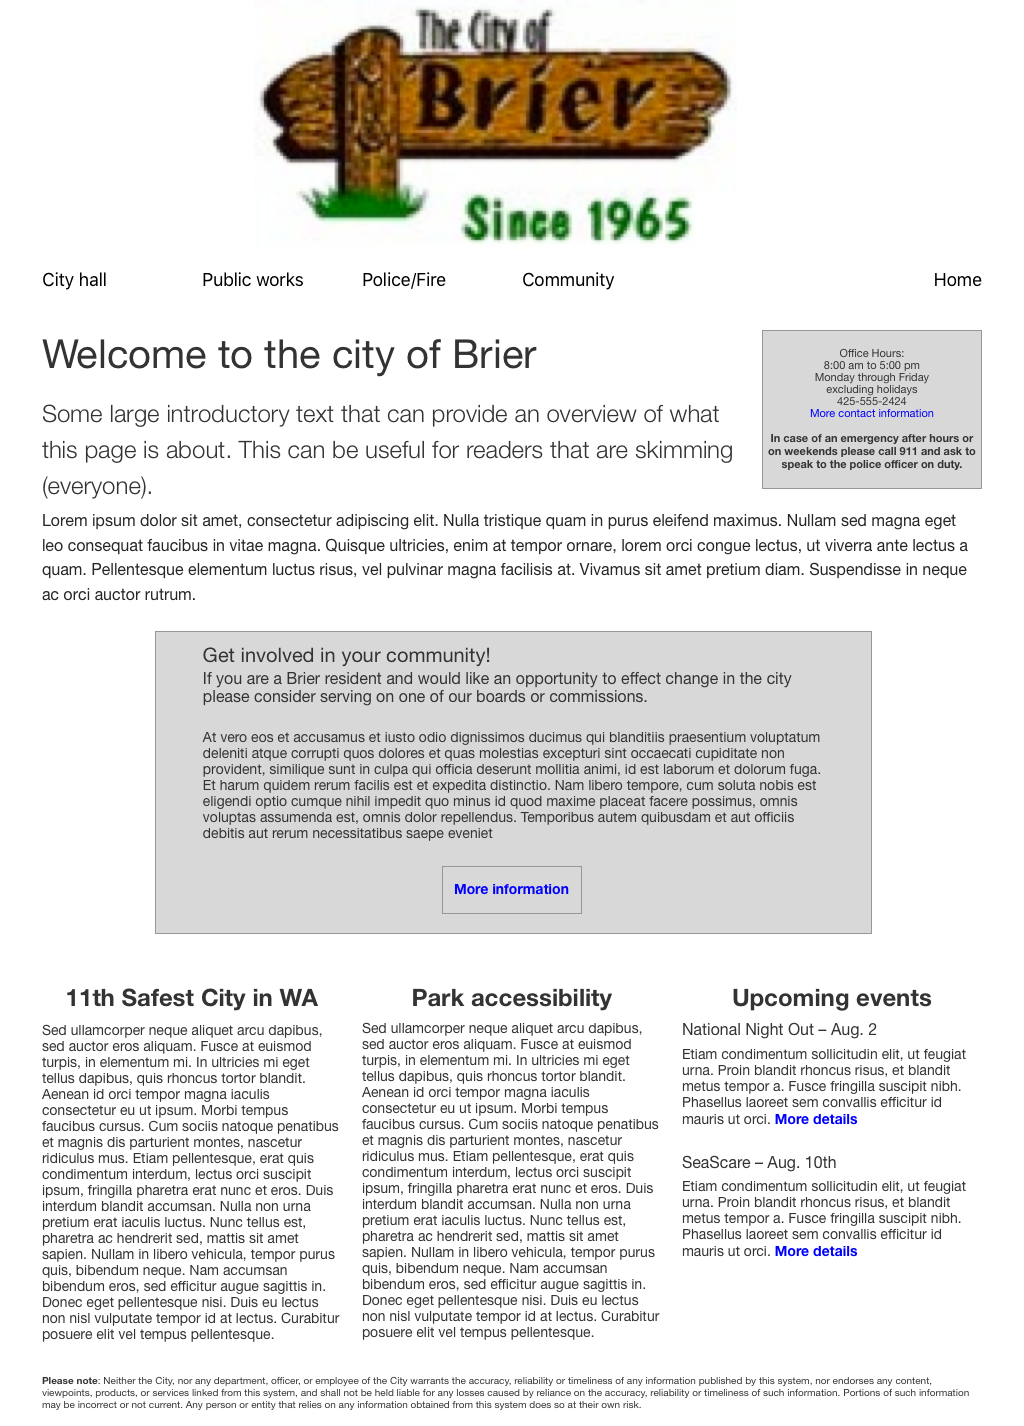 The City of
Brier
Since 1965
City hall
Public works
Police/Fire
Community
Home
Welcome to the city of Brier
Some large introductory text that can provide an overview of what
this page is about. This can be useful for readers that are skimming
(everyone).
Office Hours:
8:00 am to 5:00 pm
Monday through Friday
excluding holidays
425-555-2424
More contact information
In case of an emergency after hours or
on weekends please call 911 and ask to
speak to the police officer on duty.
Lorem ipsum dolor sit amet, consectetur adipiscing elit. Nulla tristique quam in purus eleifend maximus. Nullam sed magna eget
leo consequat faucibus in vitae magna. Quisque ultricies, enim at tempor ornare, lorem orci congue lectus, ut viverra ante lectus a
quam. Pellentesque elementum luctus risus, vel pulvinar magna facilisis at. Vivamus sit amet pretium diam. Suspendisse in neque
ac orci auctor rutrum.
Get involved in your community!
If you are a Brier resident and would like an opportunity to effect change in the city
please consider serving on one of our boards or commissions.
At vero eos et accusamus et iusto odio dignissimos ducimus qui blanditiis praesentium voluptatum
deleniti atque corrupti quos dolores et quas molestias excepturi sint occaecati cupiditate non
provident, similique sunt in culpa qui officia deserunt mollitia animi, id est laborum et dolorum fuga.
Et harum quidem rerum facilis est et expedita distinctio. Nam libero tempore, cum soluta nobis est
eligendi optio cumque nihil impedit quo minus id quod maxime placeat facere possimus, omnis
voluptas assumenda est, omnis dolor repellendus. Temporibus autem quibusdam et aut officiis
debitis aut rerum necessitatibus saepe eveniet
More information
11th Safest City in WA
Sed ullamcorper neque aliquet arcu dapibus,
sed auctor eros aliquam. Fusce at euismod
turpis, in elementum mi. In ultricies mi eget
tellus dapibus, quis rhoncus tortor blandit.
Aenean id orci tempor magna iaculis
consectetur eu ut ipsum. Morbi tempus
faucibus cursus. Cum sociis natoque penatibus
et magnis dis parturient montes, nascetur
ridiculus mus. Etiam pellentesque, erat quis
condimentum interdum, lectus orci suscipit
ipsum, fringilla pharetra erat nunc et eros. Duis
interdum blandit accumsan. Nulla non urna
pretium erat iaculis luctus. Nunc tellus est,
pharetra ac hendrerit sed, mattis sit amet
sapien. Nullam in libero vehicula, tempor purus
quis, bibendum neque. Nam accumsan
bibendum eros, sed efficitur augue sagittis in.
Donec eget pellentesque nisi. Duis eu lectus
non nisl vulputate tempor id at lectus. Curabitur
posuere elit vel tempus pellentesque.
Park accessibility
Sed ullamcorper neque aliquet arcu dapibus,
sed auctor eros aliquam. Fusce at euismod
turpis, in elementum mi. In ultricies mi eget
tellus dapibus, quis rhoncus tortor blandit.
Aenean id orci tempor magna iaculis
consectetur eu ut ipsum. Morbi tempus
faucibus cursus. Cum sociis natoque penatibus
et magnis dis parturient montes, nascetur
ridiculus mus. Etiam pellentesque, erat quis
condimentum interdum, lectus orci suscipit
ipsum, fringilla pharetra erat nunc et eros. Duis
interdum blandit accumsan. Nulla non urna
pretium erat iaculis luctus. Nunc tellus est,
pharetra ac hendrerit sed, mattis sit amet
sapien. Nullam in libero vehicula, tempor purus
quis, bibendum neque. Nam accumsan
bibendum eros, sed efficitur augue sagittis in.
Donec eget pellentesque nisi. Duis eu lectus
non nisl vulputate tempor id at lectus. Curabitur
posuere elit vel tempus pellentesque.
Upcoming events
National Night Out – Aug. 2
Etiam condimentum sollicitudin elit, ut feugiat
urna. Proin blandit rhoncus risus, et blandit
metus tempor a. Fusce fringilla suscipit nibh.
Phasellus laoreet sem convallis efficitur id
mauris ut orci. More details
SeaScare – Aug. 10th
Etiam condimentum sollicitudin elit, ut feugiat
urna. Proin blandit rhoncus risus, et blandit
metus tempor a. Fusce fringilla suscipit nibh.
Phasellus laoreet sem convallis efficitur id
mauris ut orci. More details
Please note: Neither the City, nor any department, officer, or employee of the City warrants the accuracy, reliability or timeliness of any information published by this system, nor endorses any content,
viewpoints, products, or services linked from this system, and shall not be held liable for any losses caused by reliance on the accuracy, reliability or timeliness of such information. Portions of such information
may be incorrect or not current. Any person or entity that relies on any information obtained from this system does so at their own risk.